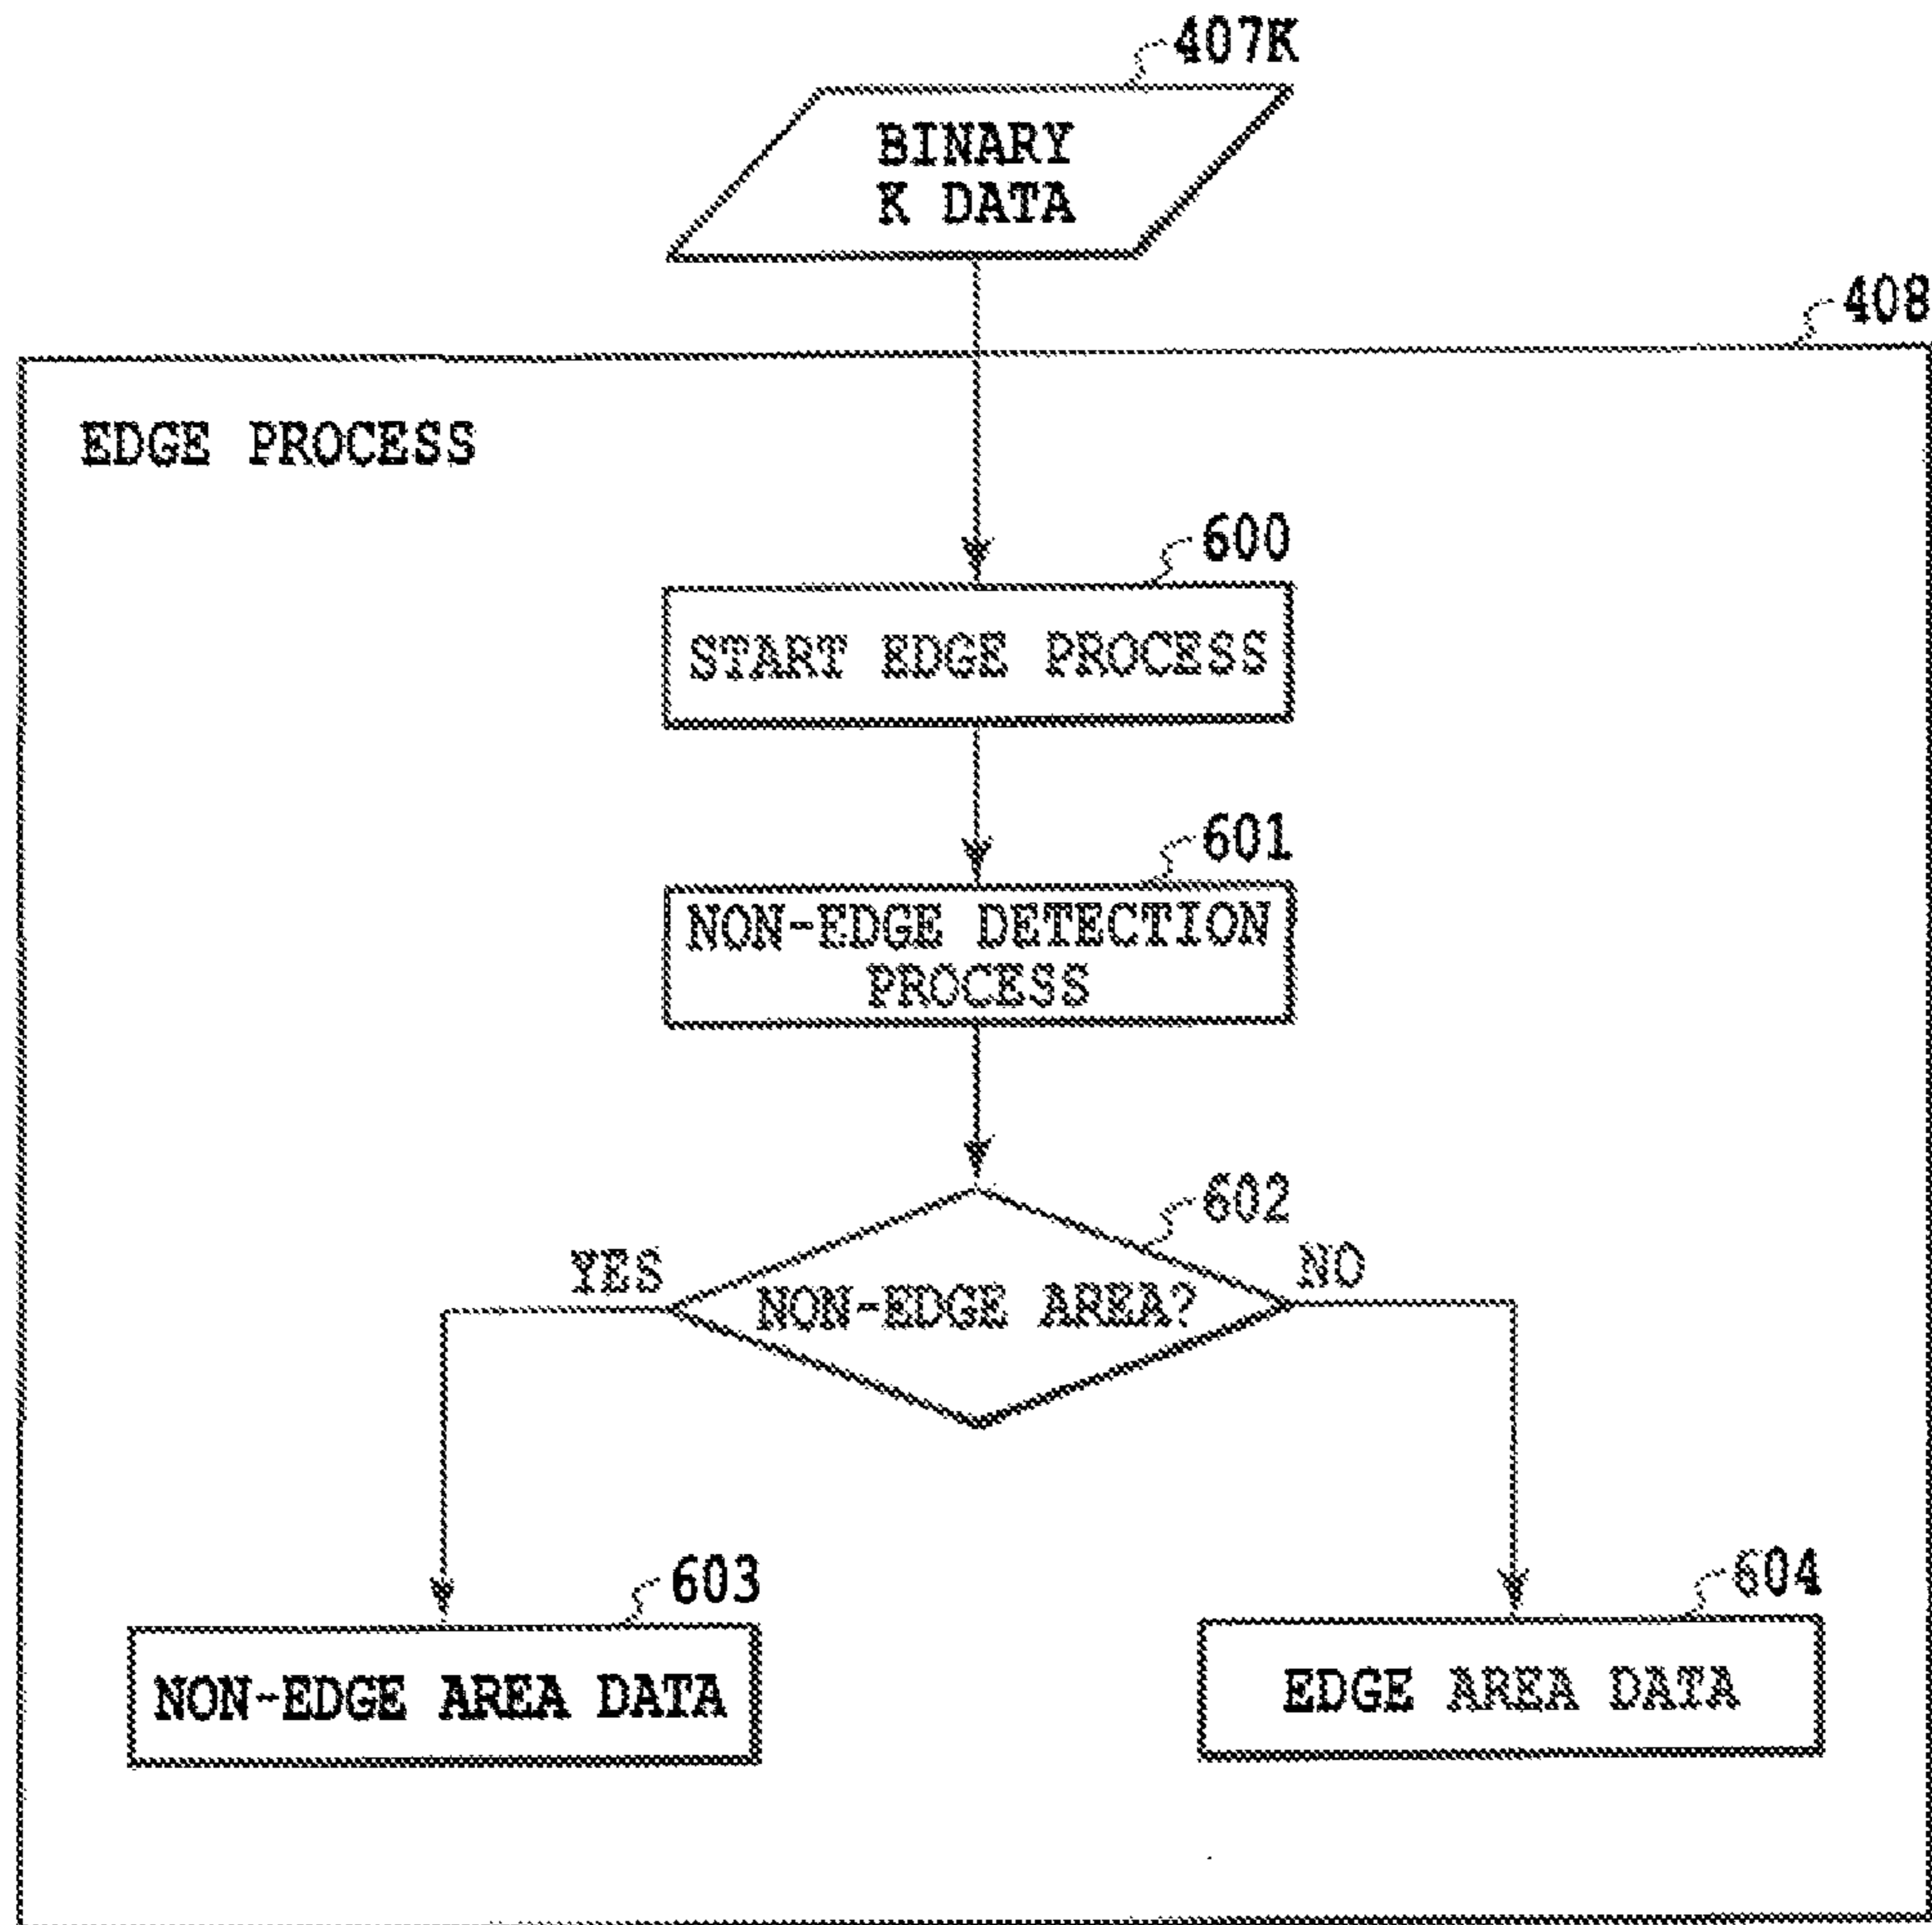 407K
BINARY
K DATA
408
EDGE PROCESS
600
START EDGE PROCESS
601
NON-EDGE DETECTION
PROCESS
602
YES
NO
NON-EDGE AREA?
603
604
NON-EDGE AREA DATA
EDGE AREA DATA